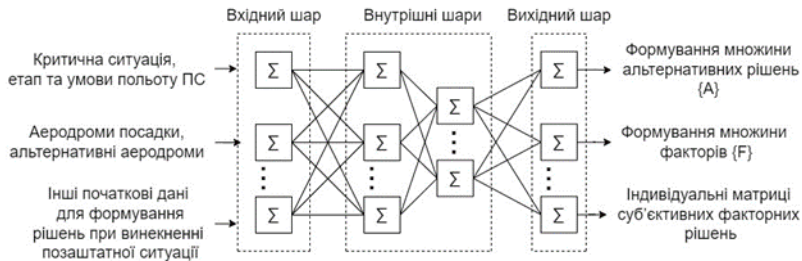 Вхідний шар
Внутрішні шари
Вихідний шар
Критична ситуація,
етап та умови польоту ПС
Аеродроми посадки,
альтернативні аеродроми
Інші початкові дані
для формування
рішень при винекненні
позаштатної ситуації
Σ
Σ
Σ
Σ
Σ
Σ
Σ
Σ
Σ
Σ
Σ
Формування множини
альтернативних рішень
{A}
Формування множини
факторів {F}
Індивідуальні матриці
суб'єктивних факторних
рішень